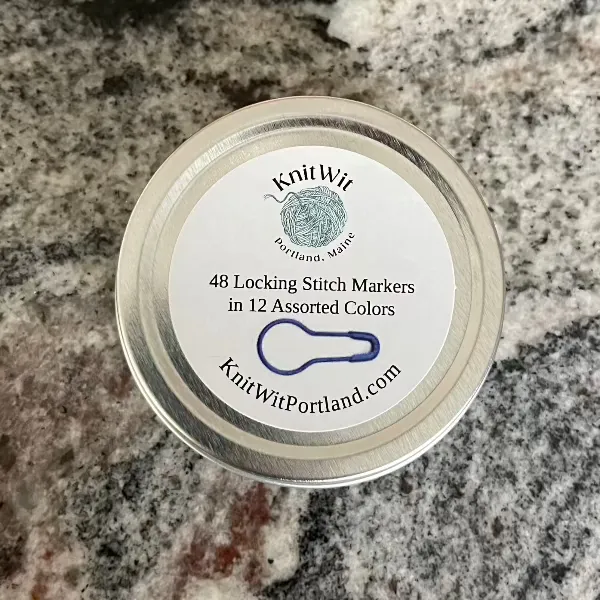 KnitWit
Portland, Maine
48 Locking Stitch Markers
in 12 Assorted Colors
KnitWitPortland.com